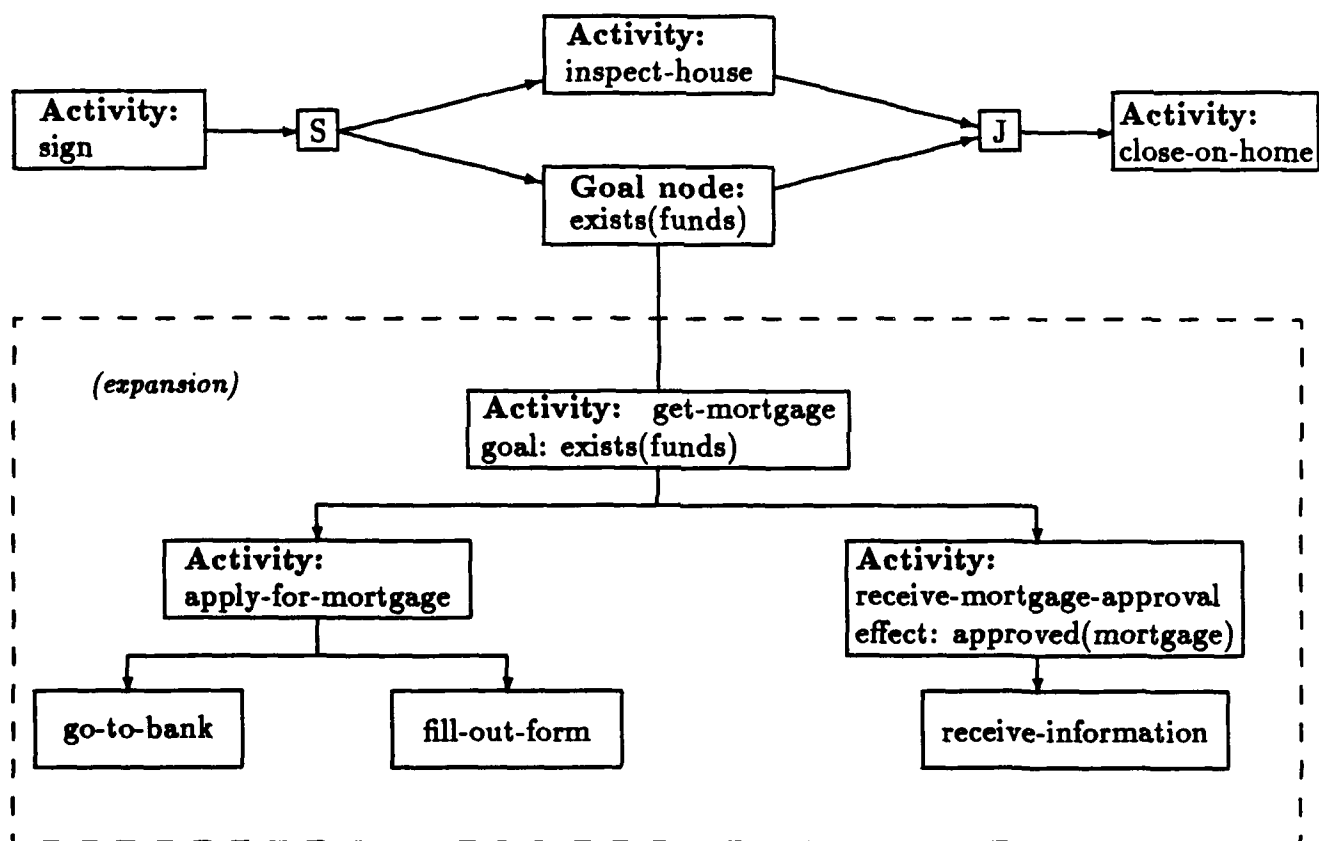 Activity:
inspect-house
Activity:
sign
S
J
Activity:
close-on-home
Goal node:
exists(funds)
(expansion)
Activity: get-mortgage
goal: exists(funds)
Activity:
apply-for-mortgage
Activity:
receive-mortgage-approval
effect: approved(mortgage)
go-to-bank
fill-out-form
receive-information